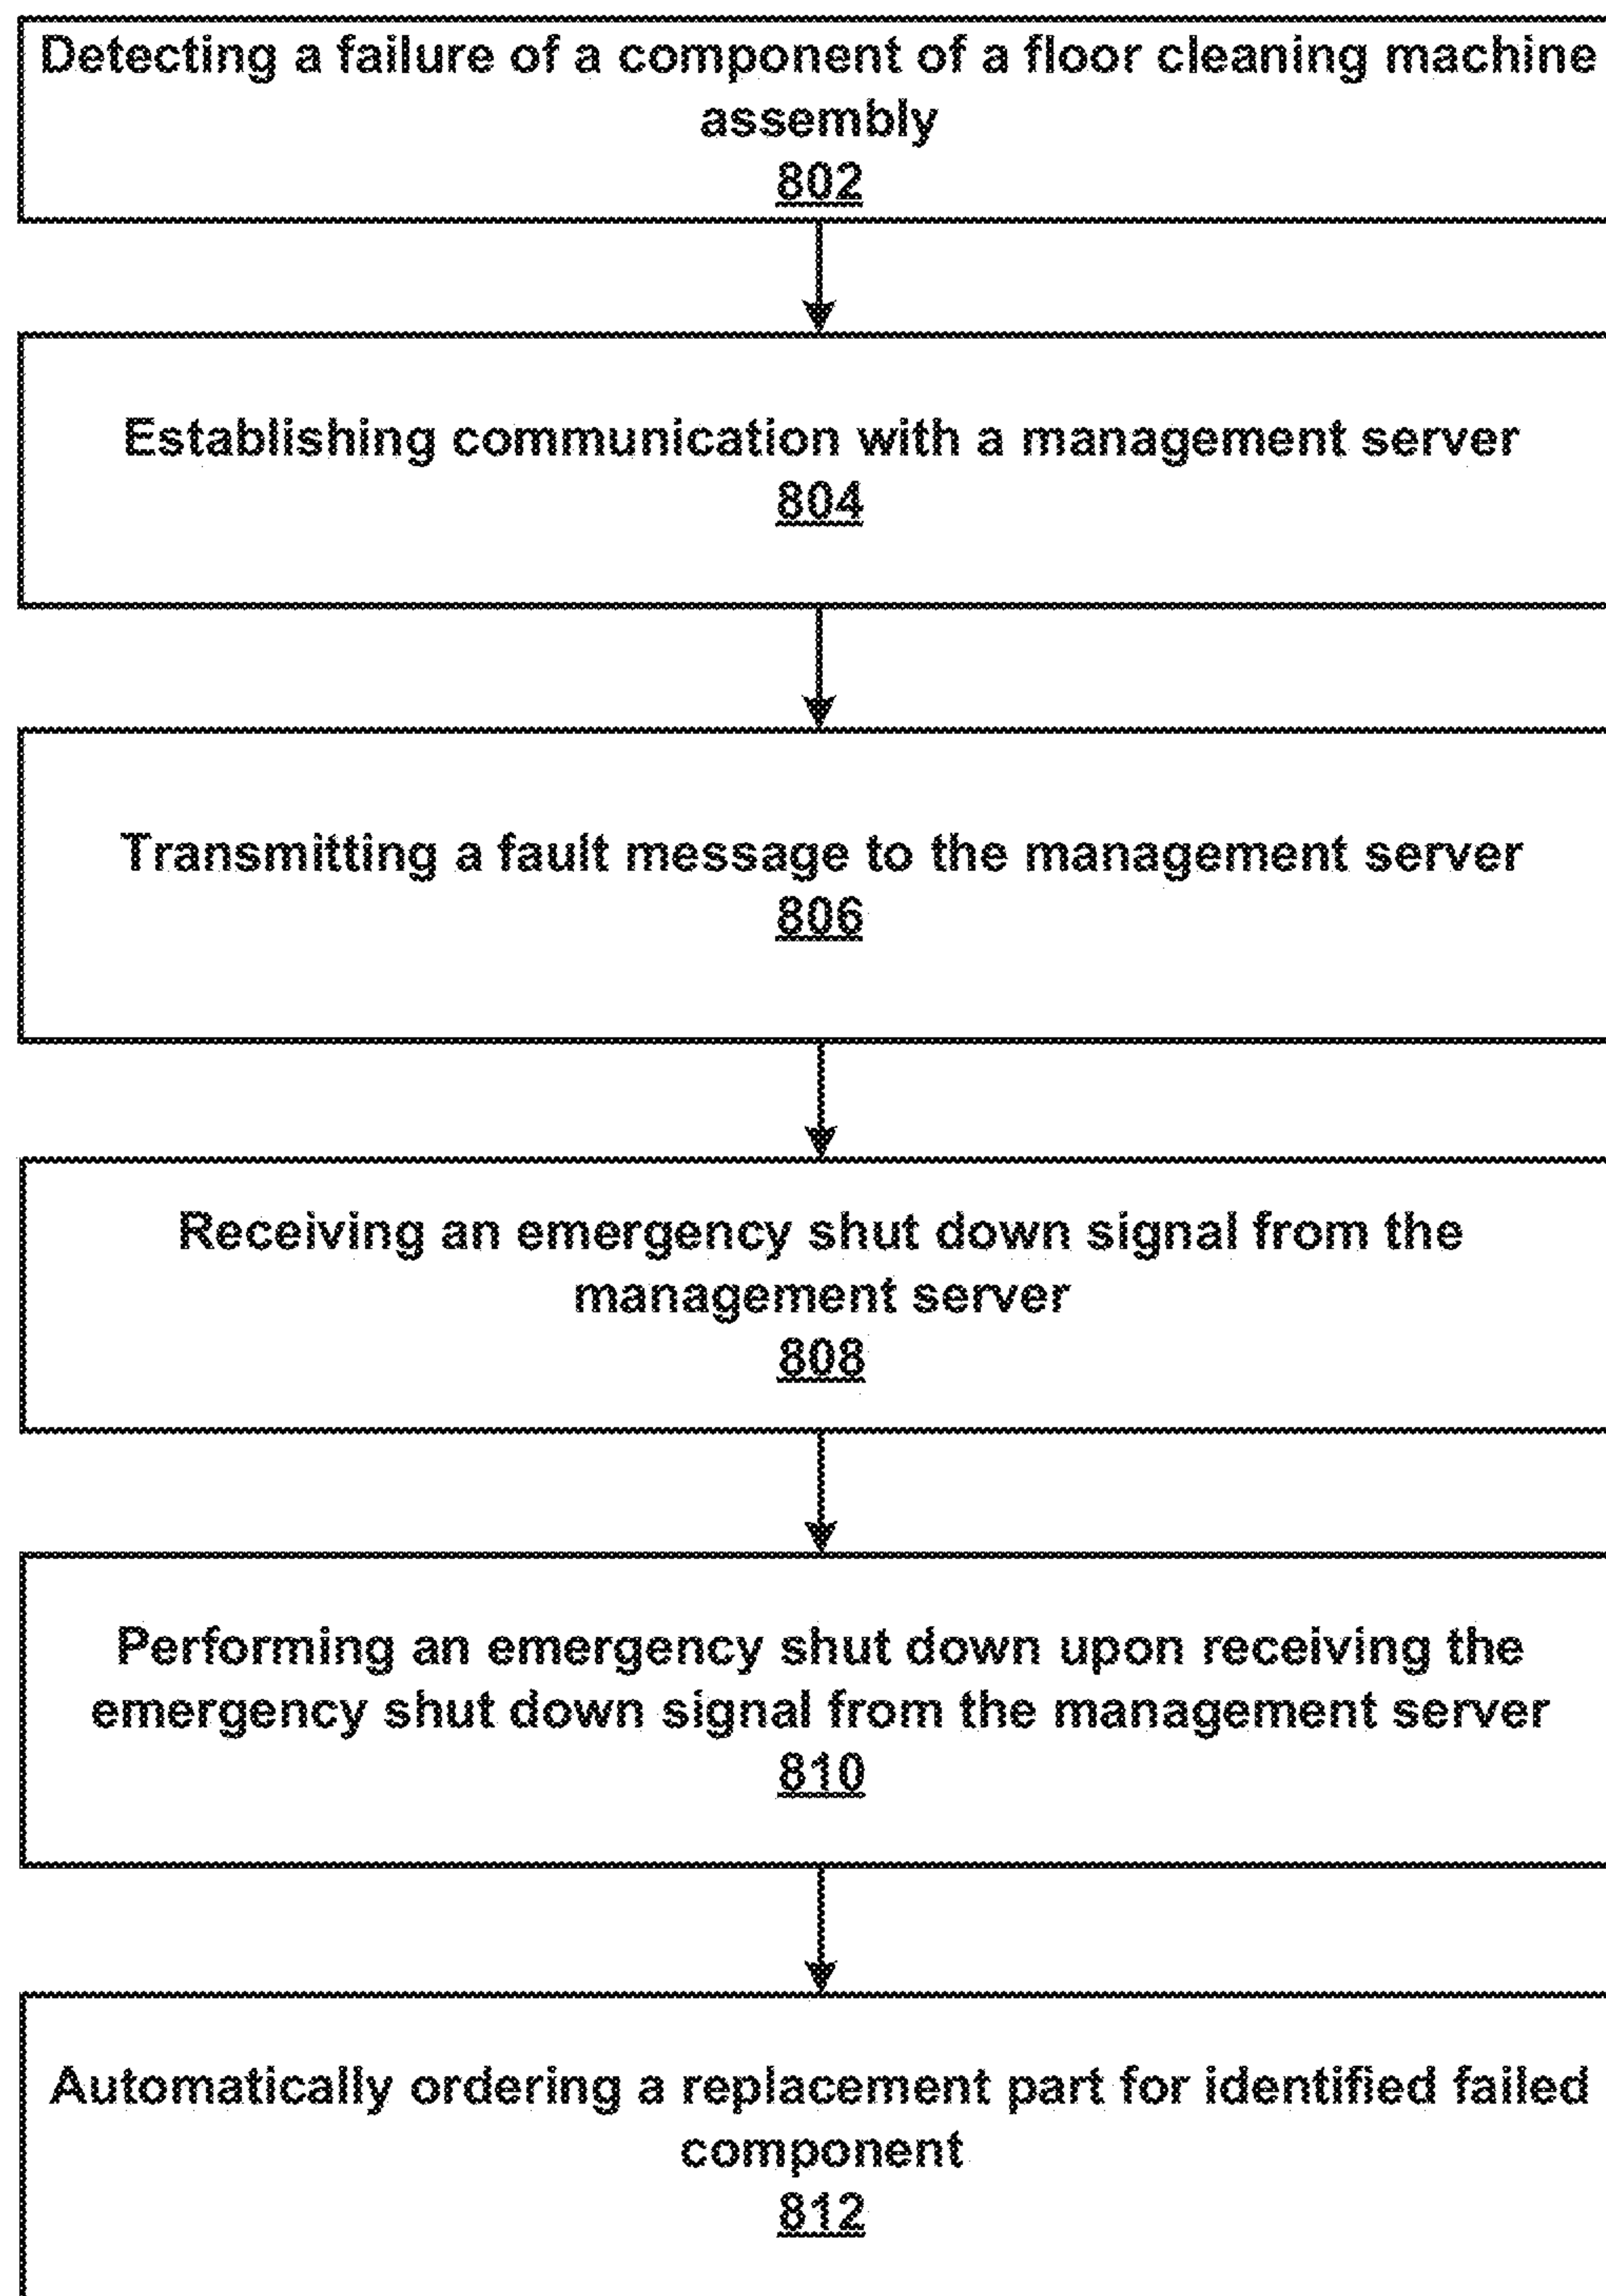 Detecting a failure of a component of a floor cleaning machine
assembly
802
Establishing communication with a management server
804
Transmitting a fault message to the management server
806
Receiving an emergency shut down signal from the
management server
808
Performing an emergency shut down upon receiving the
emergency shut down signal from the management server
810
Automatically ordering a replacement part for identified failed
component
812